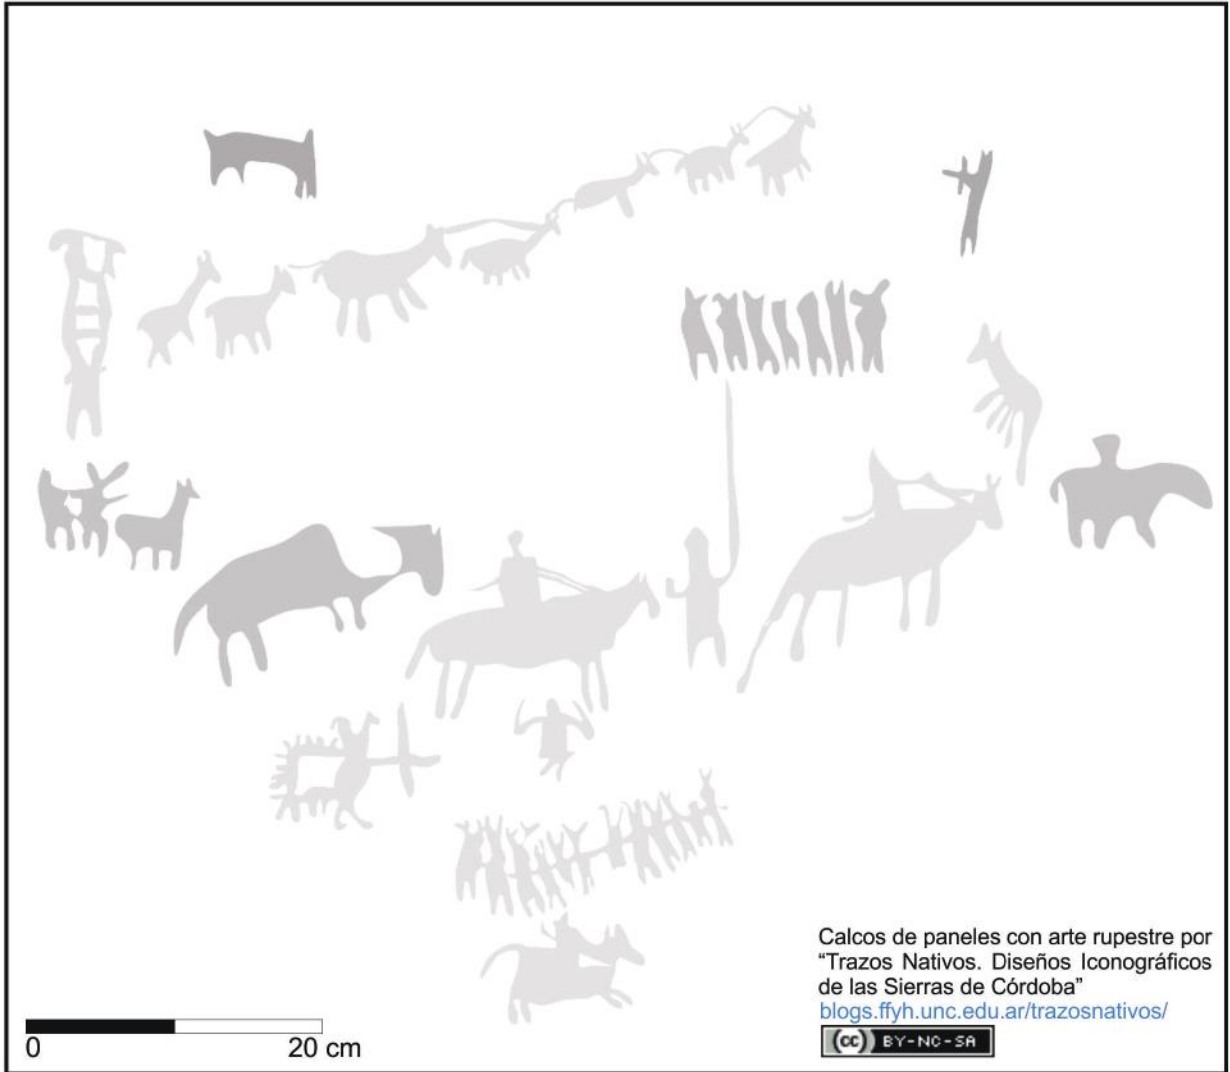 Calcos de paneles con arte rupestre por
“Trazos Nativos. Diseños Iconográficos
de las Sierras de Córdoba”
blogs.ffyh.unc.edu.ar/trazosnativos/
(cc) BY-NC-SA
0 20 cm